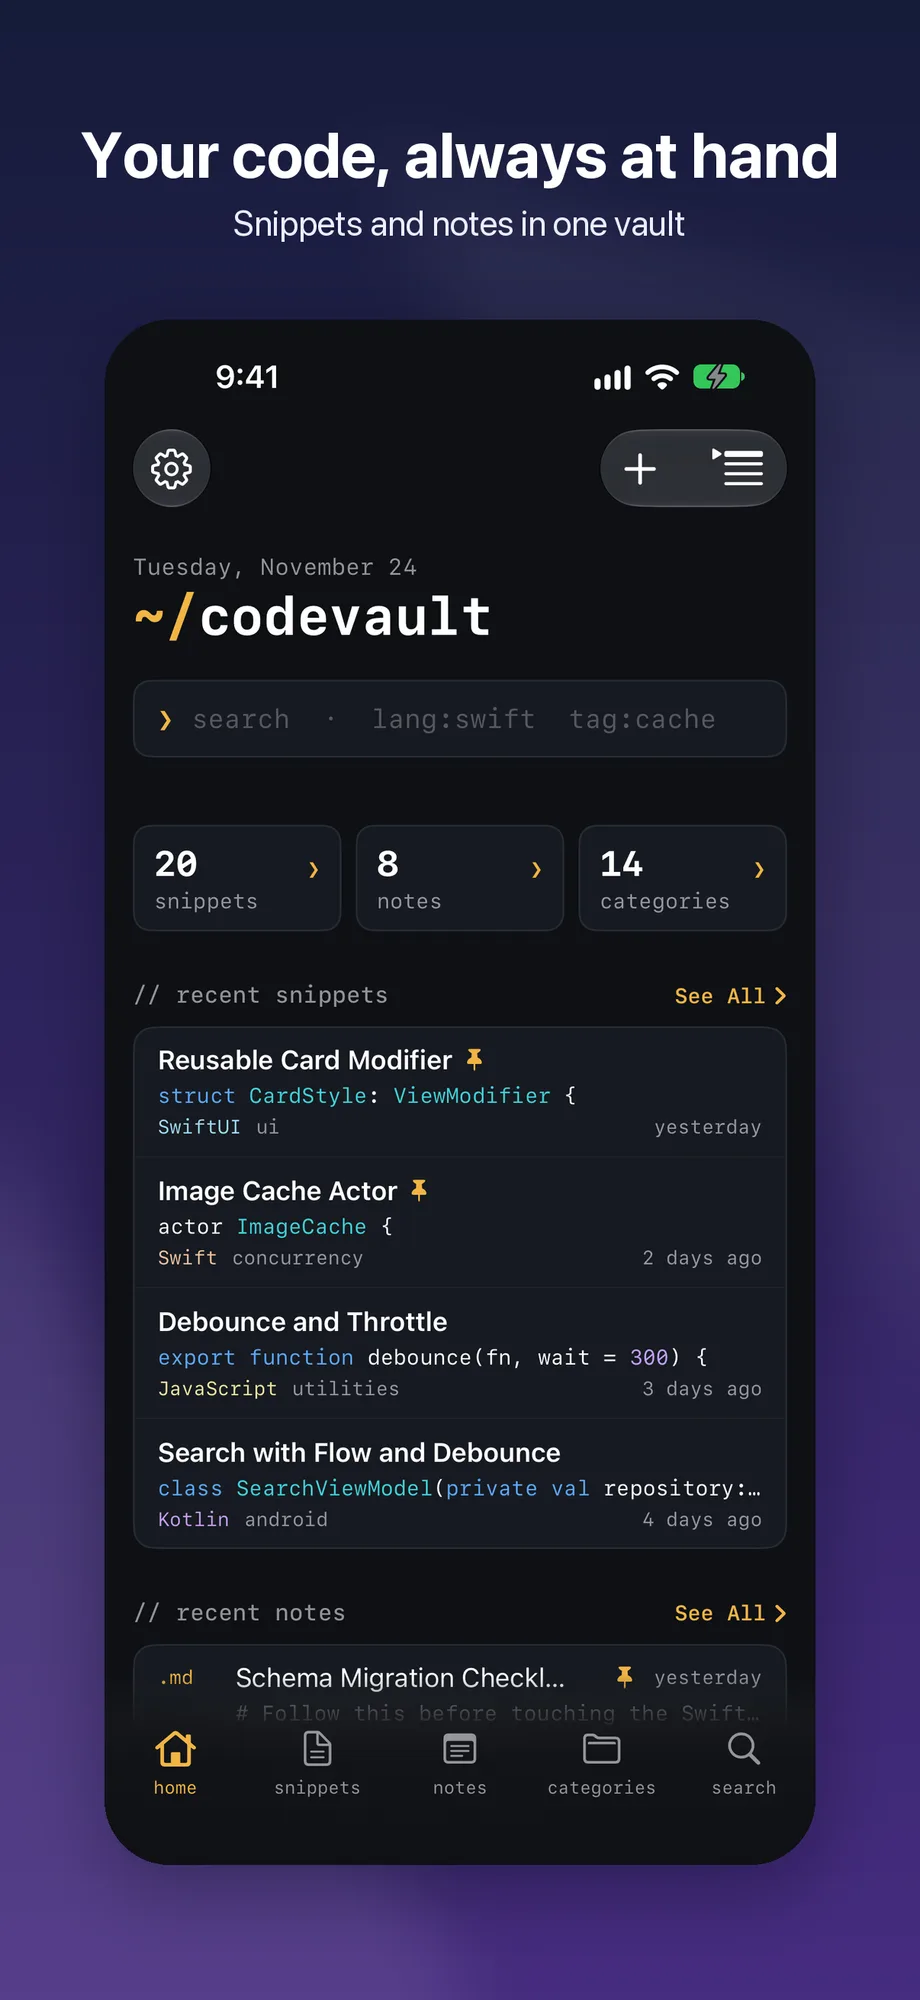 Your code, always at hand
Snippets and notes in one vault
9:41
Tuesday, November 24
~/codevault
❯ search · lang:swift tag:cache
20
snippets
8
notes
14
categories
// recent snippets
See All
Reusable Card Modifier
struct CardStyle: ViewModifier {
SwiftUI ui yesterday
Image Cache Actor
actor ImageCache {
Swift concurrency 2 days ago
Debounce and Throttle
export function debounce(fn, wait = 300) {
JavaScript utilities 3 days ago
Search with Flow and Debounce
class SearchViewModel(private val repository:…
Kotlin android 4 days ago
// recent notes
See All
.md Schema Migration Checkl… yesterday
# Follow this before touching the Swift…
home snippets notes categories search